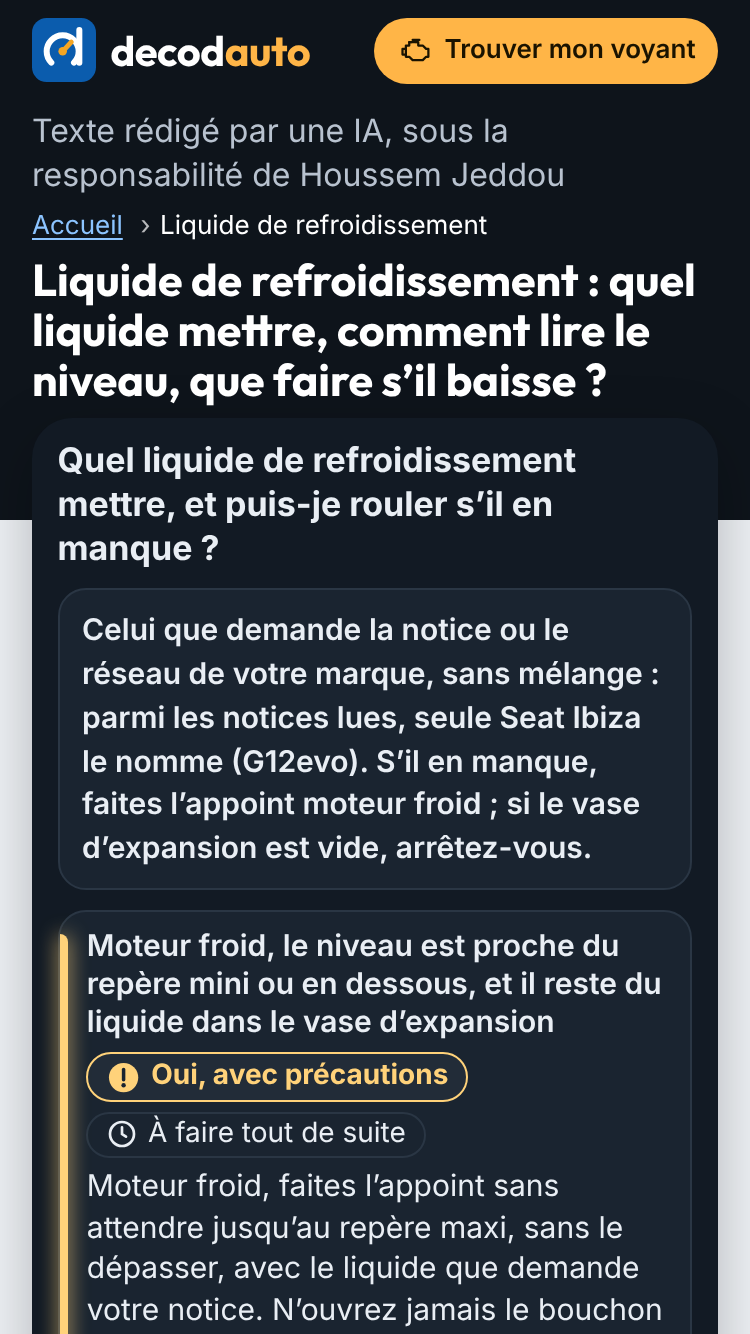 decodauto
Trouver mon voyant
Texte rédigé par une IA, sous la
responsabilité de Houssem Jeddou
Accueil › Liquide de refroidissement
Liquide de refroidissement : quel
liquide mettre, comment lire le
niveau, que faire s’il baisse ?
Quel liquide de refroidissement
mettre, et puis-je rouler s’il en
manque ?
Celui que demande la notice ou le
réseau de votre marque, sans mélange :
parmi les notices lues, seule Seat Ibiza
le nomme (G12evo). S’il en manque,
faites l’appoint moteur froid ; si le vase
d’expansion est vide, arrêtez-vous.
Moteur froid, le niveau est proche du
repère mini ou en dessous, et il reste du
liquide dans le vase d’expansion
Oui, avec précautions
À faire tout de suite
Moteur froid, faites l’appoint sans
attendre jusqu’au repère maxi, sans le
dépasser, avec le liquide que demande
votre notice. N’ouvrez jamais le bouchon